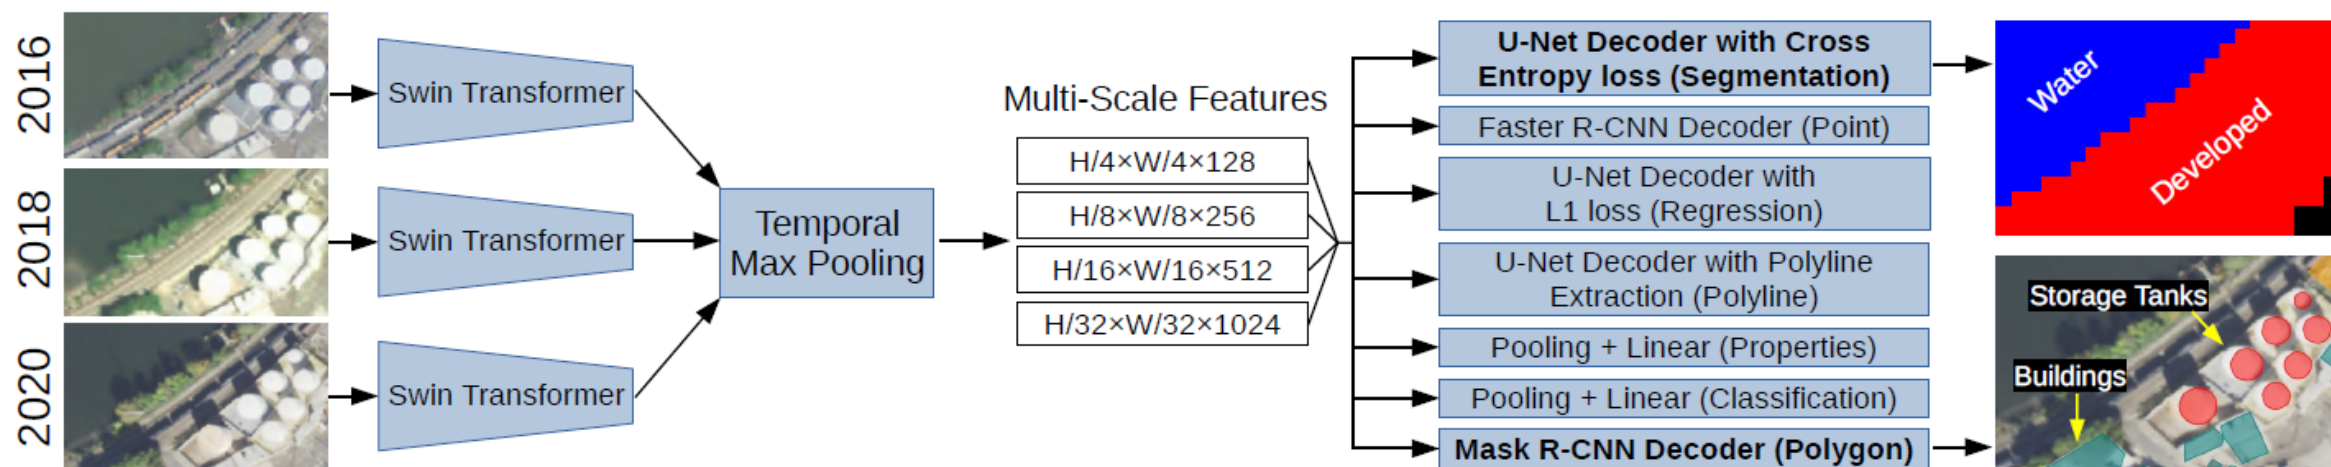 2016
Swin Transformer
2018
Swin Transformer
2020
Swin Transformer
Temporal
Max Pooling
Multi-Scale Features
H/4×W/4×128
H/8×W/8×256
H/16×W/16×512
H/32×W/32×1024
U-Net Decoder with Cross
Entropy loss (Segmentation)
Faster R-CNN Decoder (Point)
U-Net Decoder with
L1 loss (Regression)
U-Net Decoder with Polyline
Extraction (Polyline)
Pooling + Linear (Properties)
Pooling + Linear (Classification)
Mask R-CNN Decoder (Polygon)
Water
Developed
Storage Tanks
Buildings